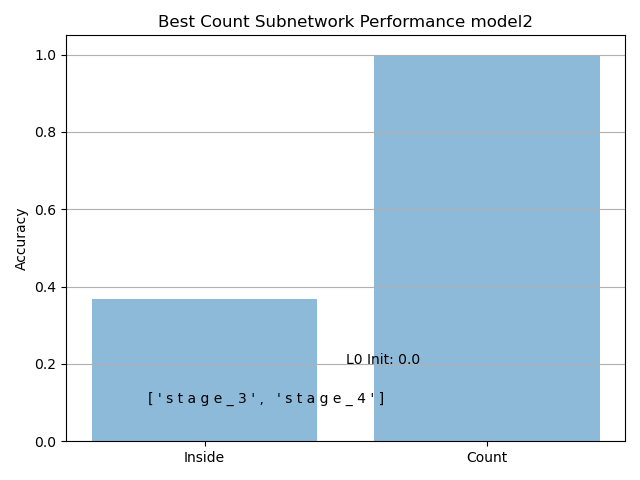 Best Count Subnetwork Performance model2
1.0
0.8
0.6
0.4
0.2
0.0
Accuracy
L0 Init: 0.0
['stage_3', 'stage_4']
Inside
Count